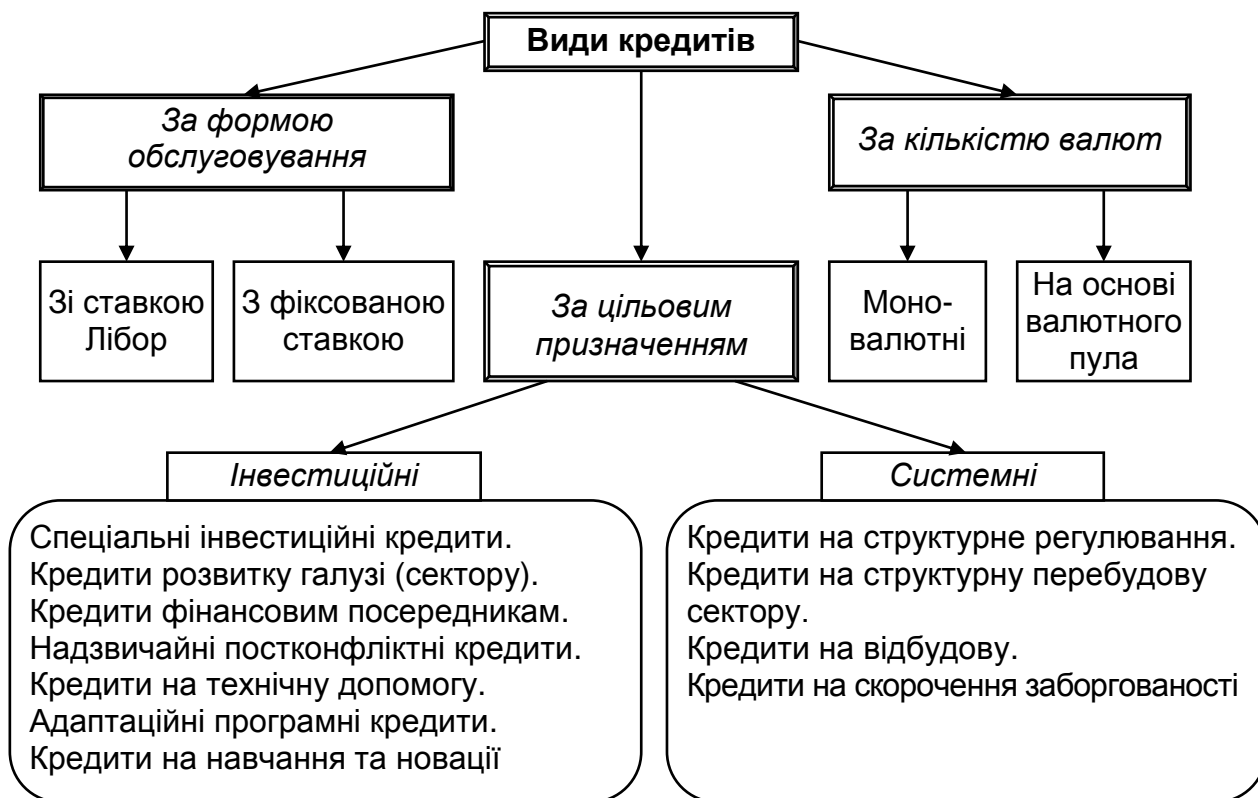 Види кредитів
За формою
обслуговування
За кількістю валют
Зі ставкою
Лібор
З фіксованою
ставкою
За цільовим
призначенням
Моно-
валютні
На основі
валютного
пула
Інвестиційні
Системні
Спеціальні інвестиційні кредити.
Кредити розвитку галузі (сектору).
Кредити фінансовим посередникам.
Надзвичайні постконфліктні кредити.
Кредити на технічну допомогу.
Адаптаційні програмні кредити.
Кредити на навчання та новації
Кредити на структурне регулювання.
Кредити на структурну перебудову
сектору.
Кредити на відбудову.
Кредити на скорочення заборгованості